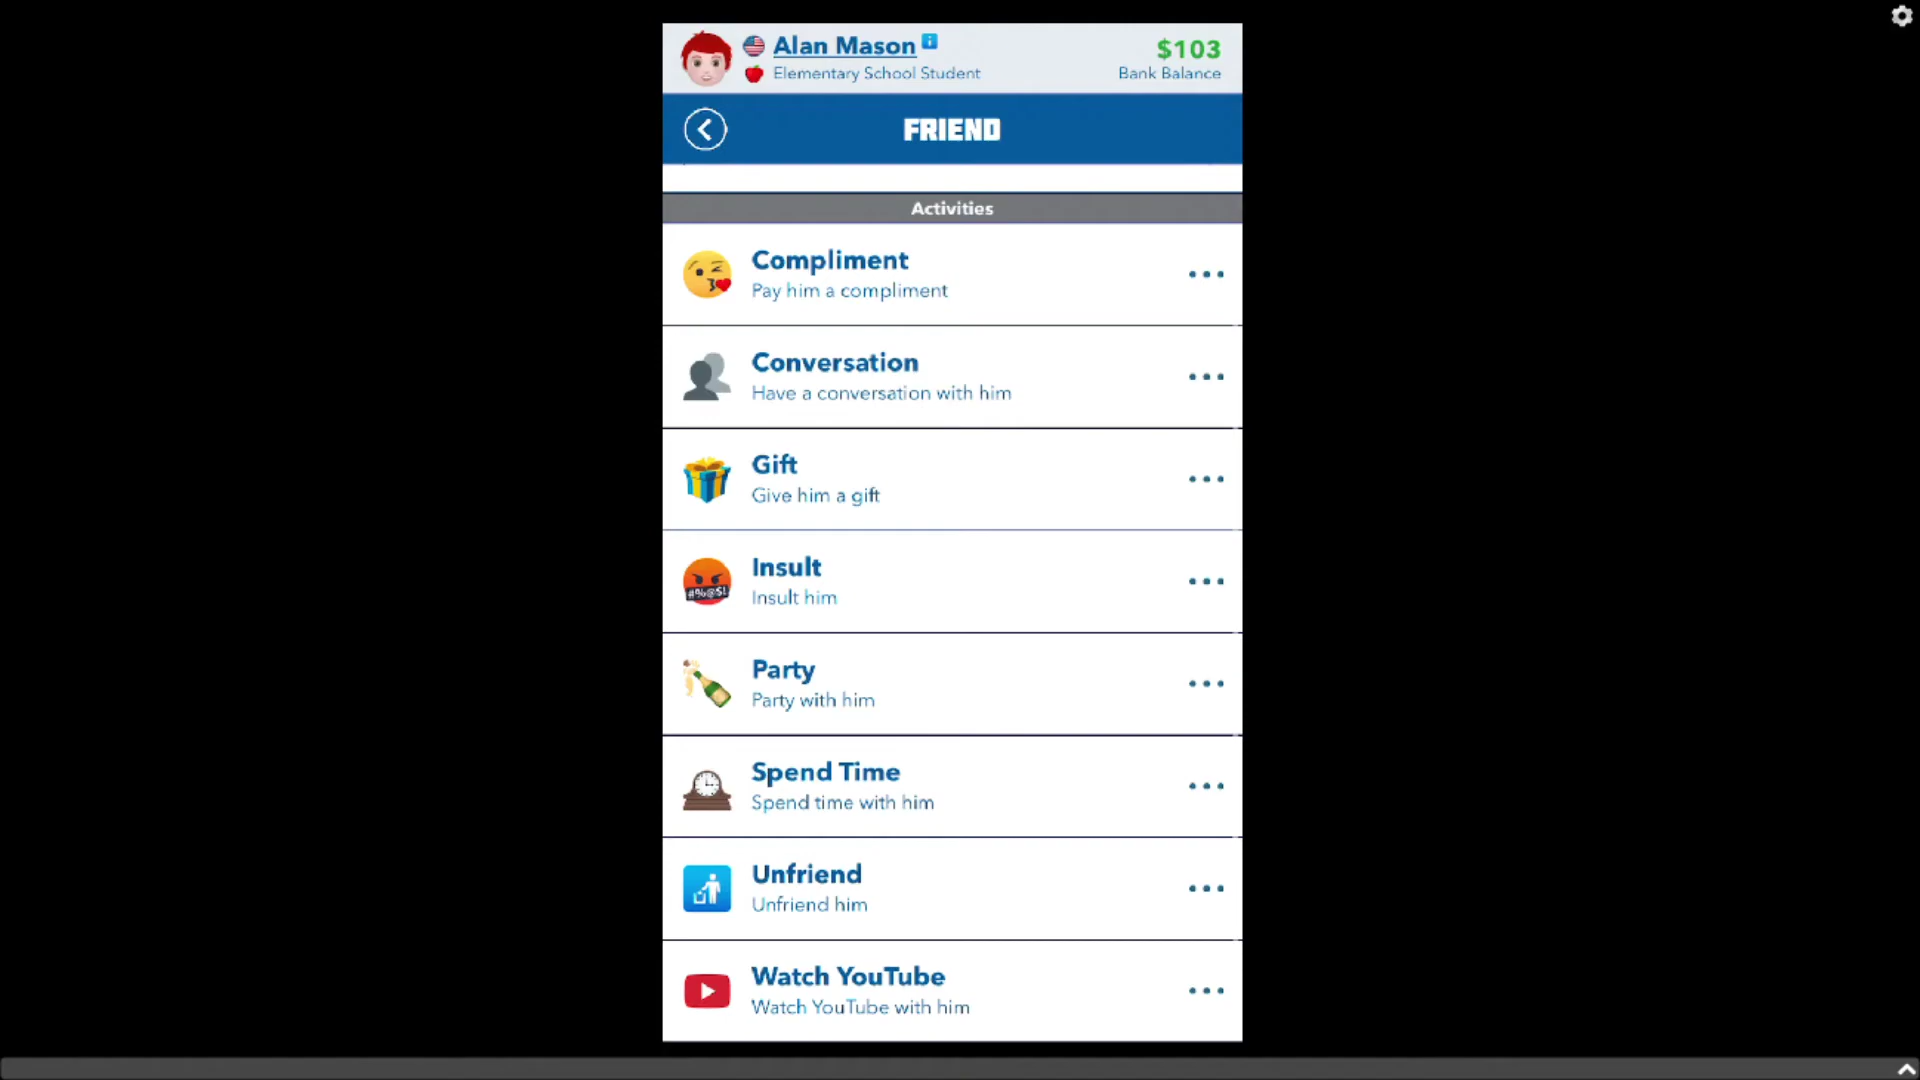 Alan Mason
$103
Elementary School Student
Bank Balance
FRIEND
Activities
Compliment
Pay him a compliment
Conversation
Have a conversation with him
Gift
Give him a gift
#%@$!
Insult
Insult him
Party
Party with him
Spend Time
Spend time with him
Unfriend
Unfriend him
Watch YouTube
Watch YouTube with him